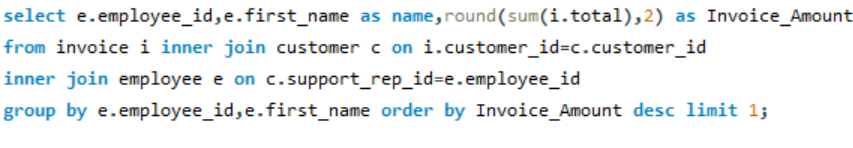 select e.employee_id,e.first_name as name,round(sum(i.total),2) as Invoice_Amount
from invoice i inner join customer c on i.customer_id=c.customer_id
inner join employee e on c.support_rep_id=e.employee_id
group by e.employee_id,e.first_name order by Invoice_Amount desc limit 1;